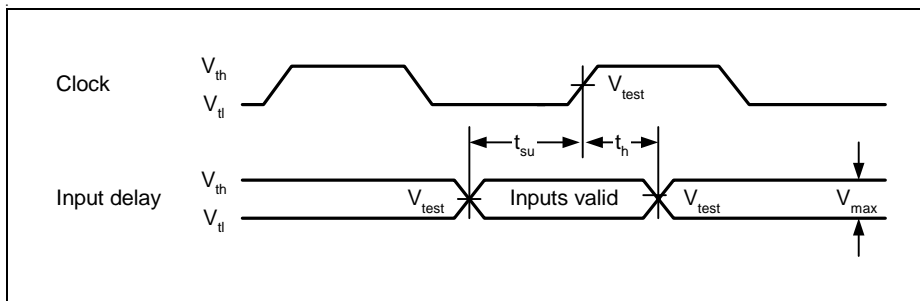 V_th
Clock
V_tl
V_test
t_su
t_h
V_th
Input delay
V_tl
V_test
Inputs valid
V_test
V_max